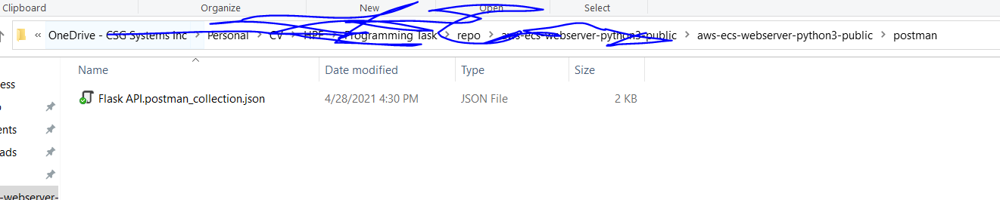 Clipboard Organize New Open Select
« OneDrive - CSG Systems Inc > Personal > CV > HPE > Programming Task > repo > aws-ecs-webserver-python3-public > aws-ecs-webserver-python3-public > postman
Name Date modified Type Size
ess
Flask API.postman_collection.json 4/28/2021 4:30 PM JSON File 2 KB
ents
ads
-webserver-